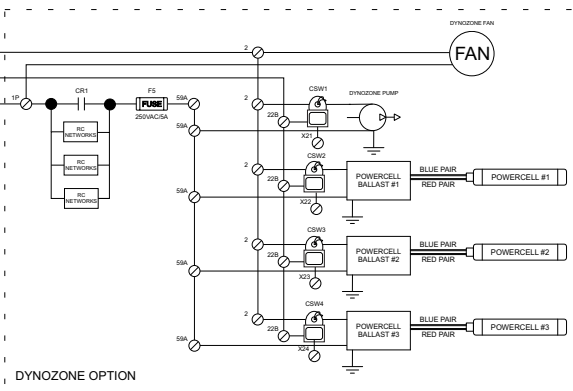 DYNOZONE FAN
2
FAN
1P
CR1
F5
FUSE
250VAC/5A
59A
2
CSW1
DYNOZONE PUMP
22B
59A
X21
RC
NETWORKS
RC
NETWORKS
RC
NETWORKS
2
CSW2
22B
59A
X22
POWERCELL
BALLAST #1
BLUE PAIR
RED PAIR
POWERCELL #1
2
CSW3
22B
59A
X23
POWERCELL
BALLAST #2
BLUE PAIR
RED PAIR
POWERCELL #2
2
CSW4
22B
59A
X24
POWERCELL
BALLAST #3
BLUE PAIR
RED PAIR
POWERCELL #3
DYNOZONE OPTION